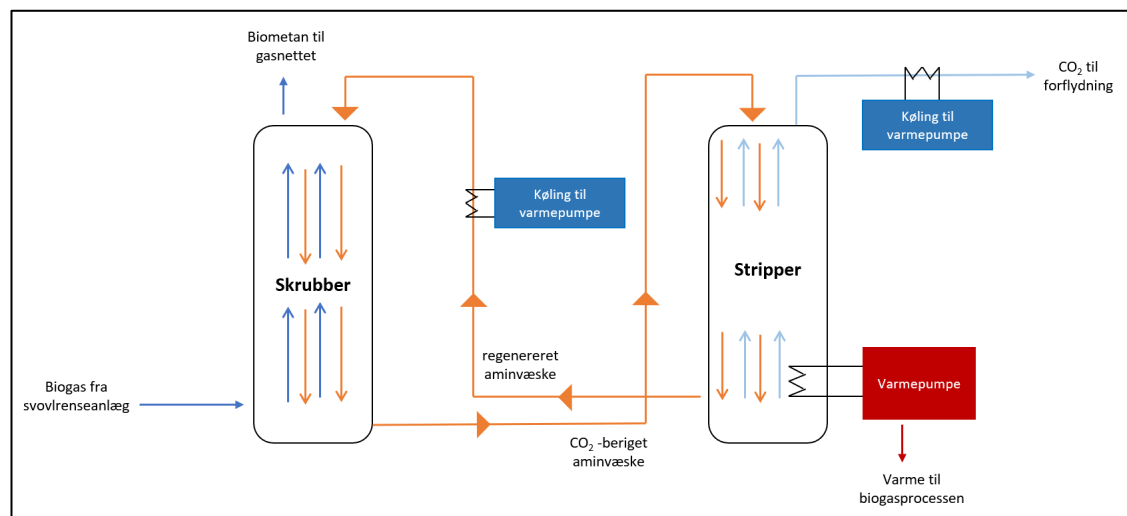 Biometan til
gasnettet
CO₂ til
forflydning
Køling til
varmepumpe
Køling til
varmepumpe
Skrubber
Stripper
regenereret
aminvæske
Varmepumpe
Biogas fra
svovlrenseanlæg
CO₂ -beriget
aminvæske
Varme til
biogasprocessen